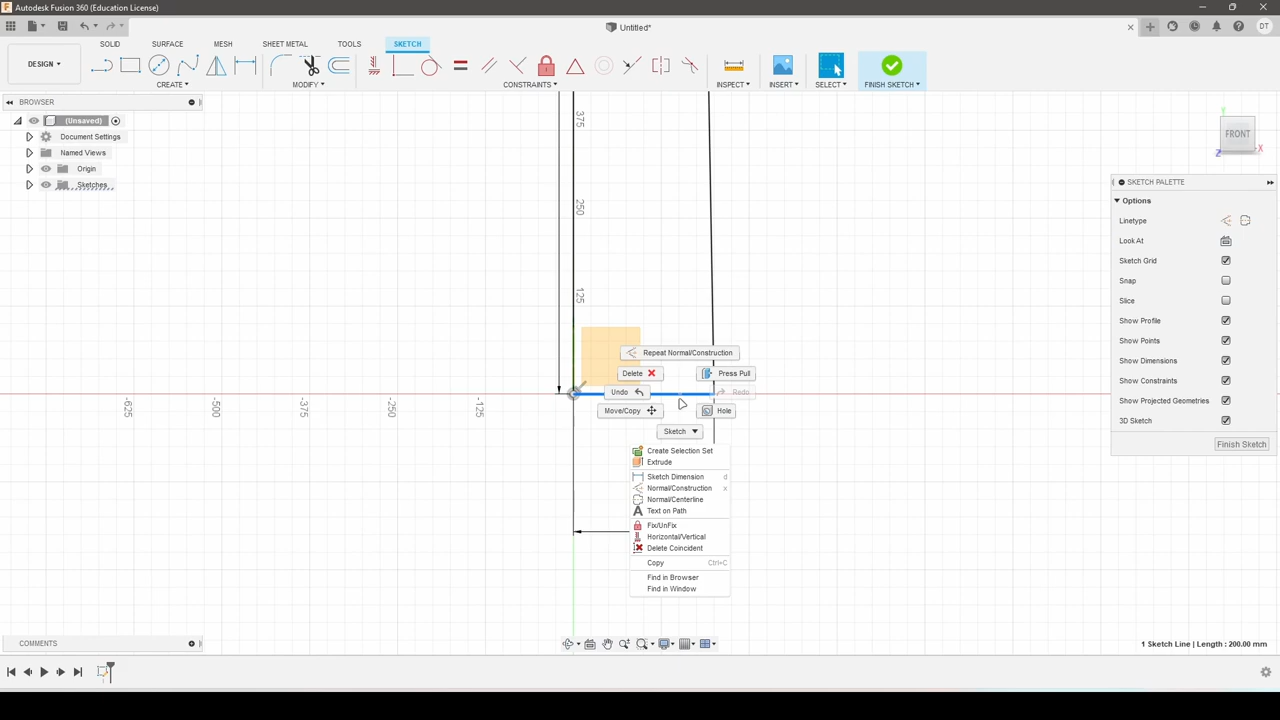 Autodesk Fusion 360 (Education License)
Untitled*
DT
SOLID SURFACE MESH SHEET METAL TOOLS SKETCH
DESIGN
CREATE MODIFY CONSTRAINTS INSPECT INSERT SELECT FINISH SKETCH
BROWSER
(Unsaved)
Document Settings
Named Views
Origin
Sketches
375
250
125
-625 -500 -375 -250 -125
FRONT
Y
Z
X
SKETCH PALETTE
Options
Linetype
Look At
Sketch Grid
Snap
Slice
Show Profile
Show Points
Show Dimensions
Show Constraints
Show Projected Geometries
3D Sketch
Finish Sketch
Repeat Normal/Construction
Delete Press Pull
Undo Redo
Move/Copy Hole
Sketch
Create Selection Set
Extrude
Sketch Dimension d
Normal/Construction x
Normal/Centerline
Text on Path
Fix/UnFix
Horizontal/Vertical
Delete Coincident
Copy Ctrl+C
Find in Browser
Find in Window
COMMENTS
1 Sketch Line | Length : 200.00 mm